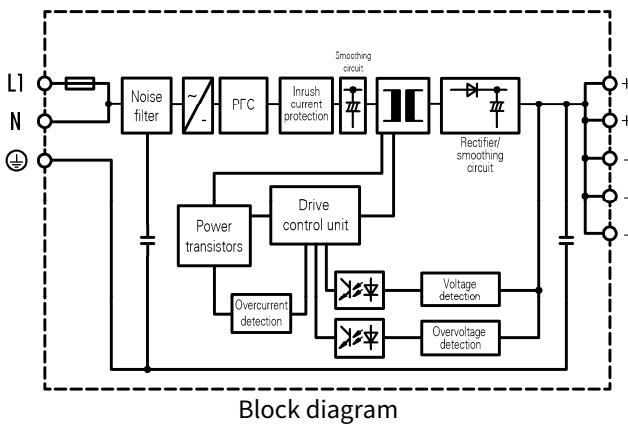 L1
N
Noise
filter
~
-
PFC
Inrush
current
protection
Smoothing
circuit
Rectifier/
smoothing
circuit
+
+
-
-
-
Power
transistors
Drive
control unit
Overcurrent
detection
Voltage
detection
Overvoltage
detection
Block diagram